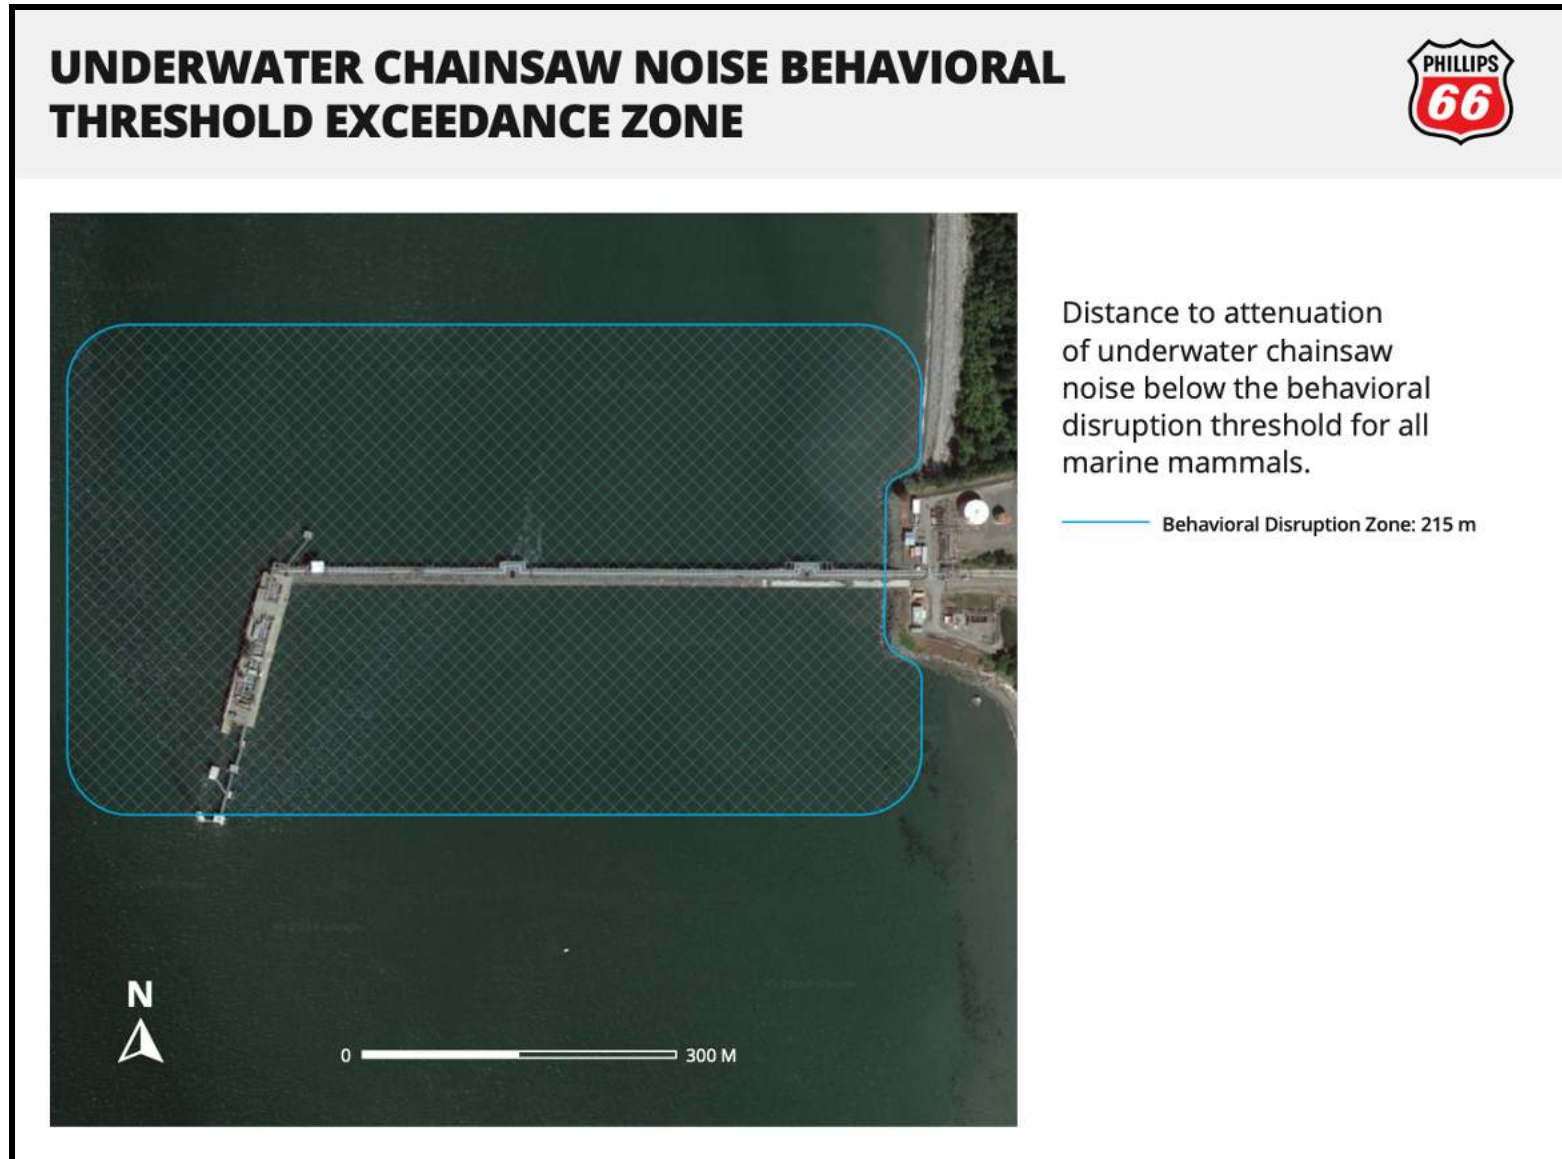 UNDERWATER CHAINSAW NOISE BEHAVIORAL
THRESHOLD EXCEEDANCE ZONE
PHILLIPS
66
Distance to attenuation
of underwater chainsaw
noise below the behavioral
disruption threshold for all
marine mammals.
Behavioral Disruption Zone: 215 m
N
0
300 M